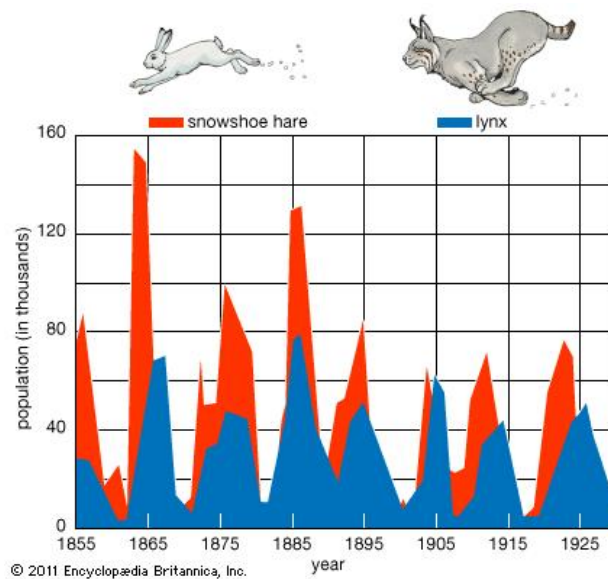 snowshoe hare
lynx
160
120
80
40
0
population (in thousands)
1855 1865 1875 1885 1895 1905 1915 1925
year
© 2011 Encyclopædia Britannica, Inc.